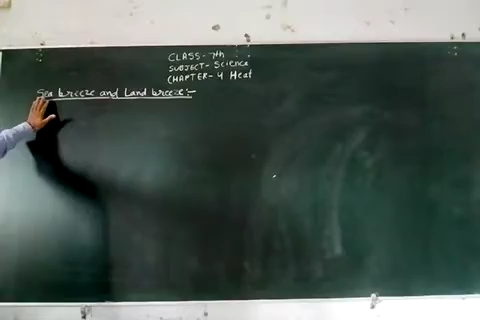 CLASS- 7th
SUBJECT- Science
CHAPTER- 4 Heat
Sea breeze and Land breeze:-